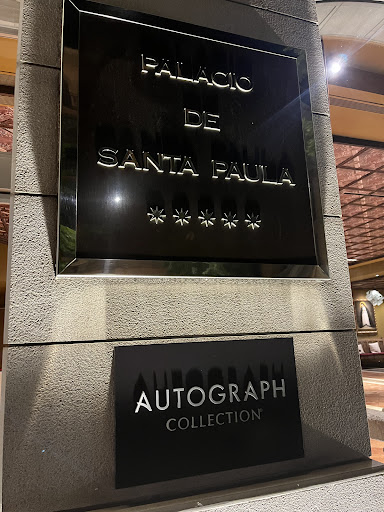 PALACIO
DE
SANTA PAULA
★★★★★
AUTOGRAPH
COLLECTION®